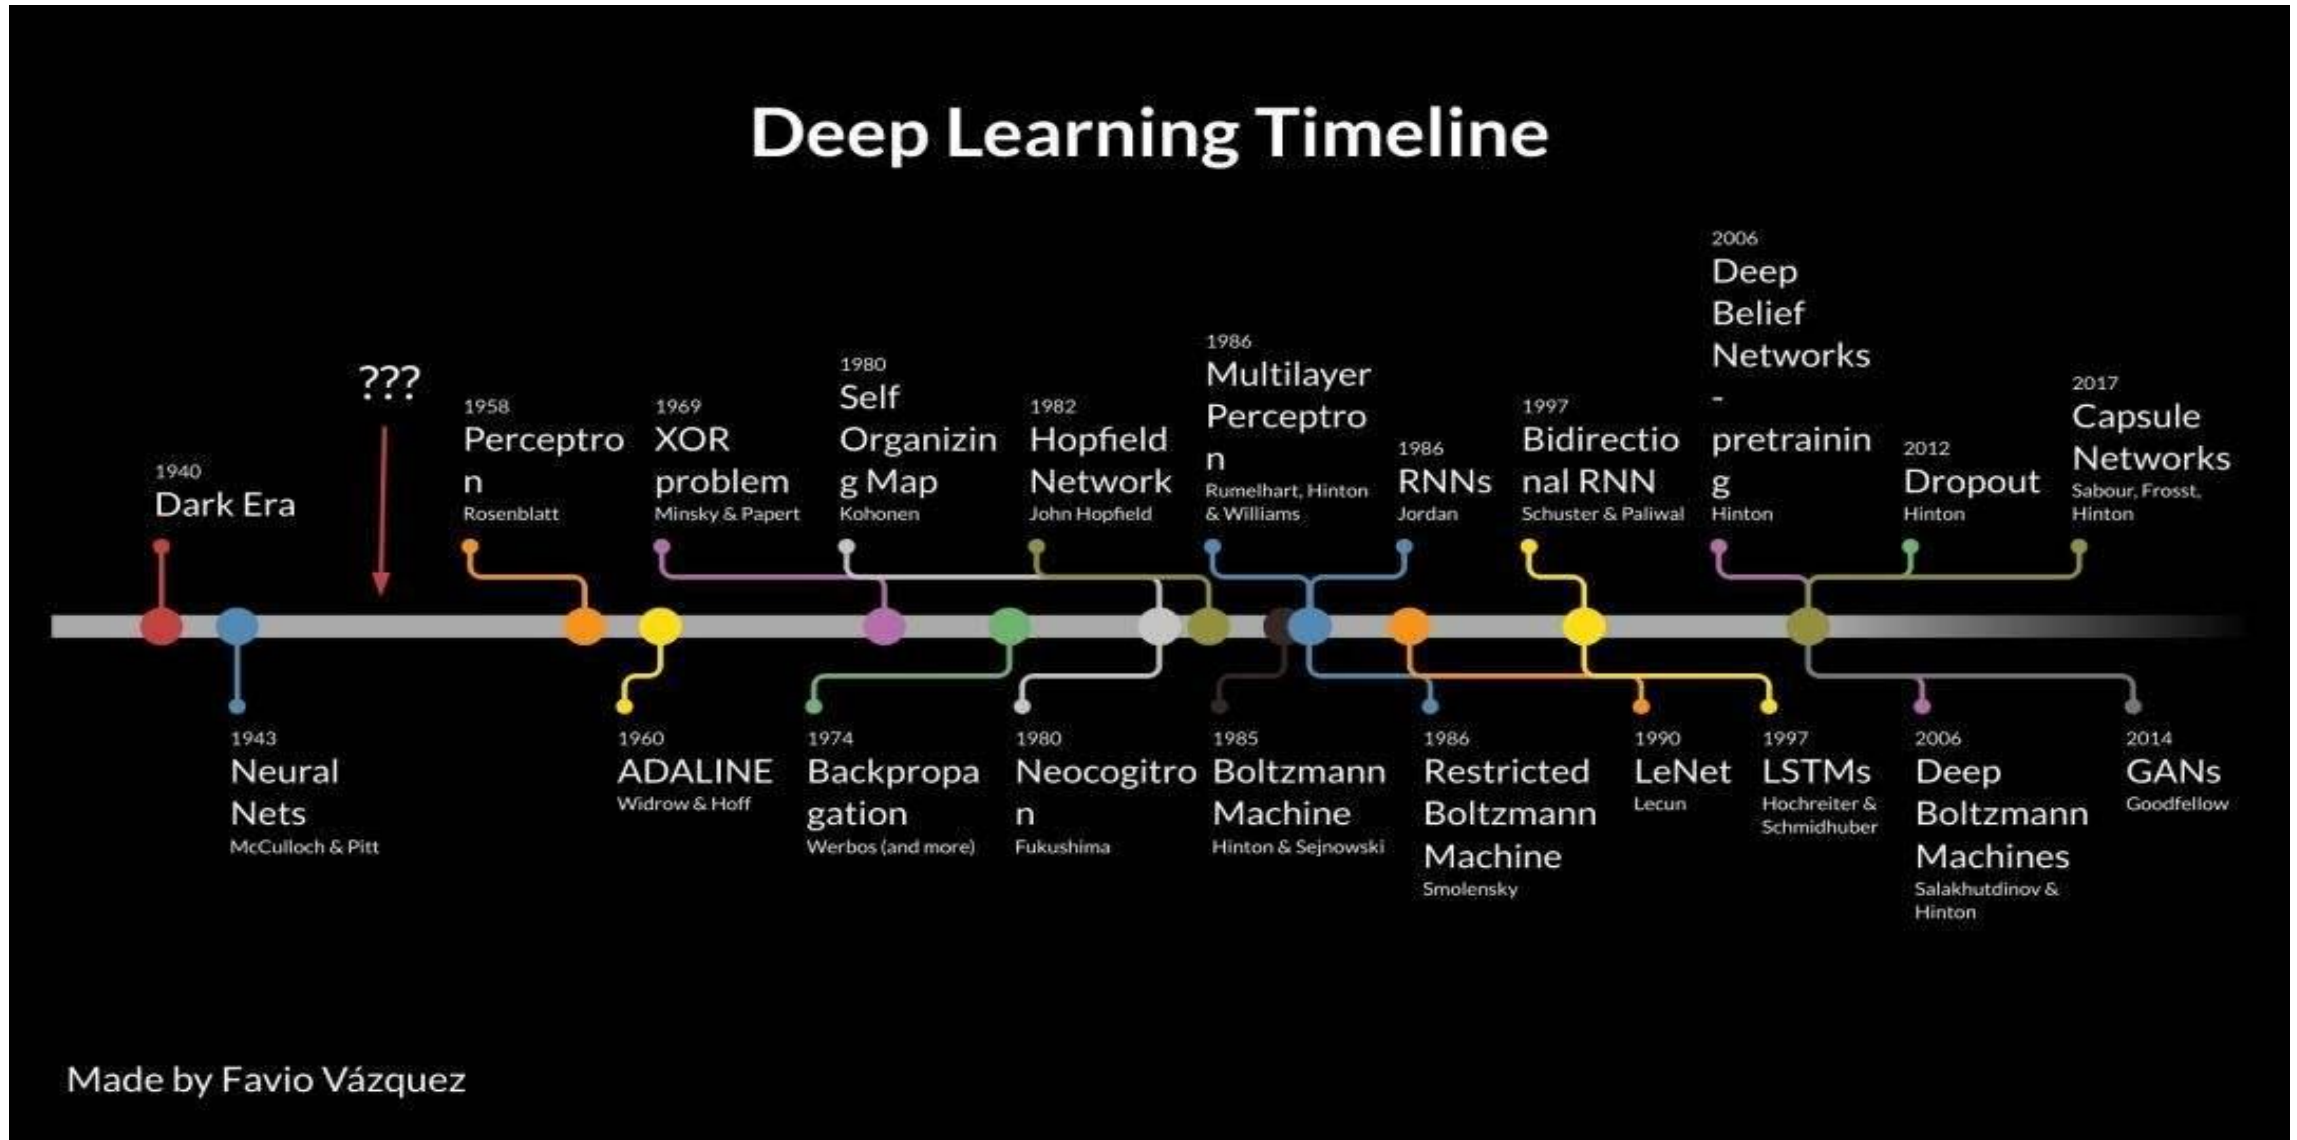 Deep Learning Timeline
???
1940
Dark Era
1958
Perceptro
n
Rosenblatt
1969
XOR
problem
Minsky & Papert
1980
Self
Organizin
g Map
Kohonen
1982
Hopfield
Network
John Hopfield
1986
Multilayer
Perceptro
n
Rumelhart, Hinton
& Williams
1986
RNNs
Jordan
1997
Bidirectio
nal RNN
Schuster & Paliwal
2006
Deep
Belief
Networks
-
pretrainin
g
Hinton
2012
Dropout
Hinton
2017
Capsule
Networks
Sabour, Frosst,
Hinton
1943
Neural
Nets
McCulloch & Pitt
1960
ADALINE
Widrow & Hoff
1974
Backpropa
gation
Werbos (and more)
1980
Neocogitro
n
Fukushima
1985
Boltzmann
Machine
Hinton & Sejnowski
1986
Restricted
Boltzmann
Machine
Smolensky
1990
LeNet
Lecun
1997
LSTMs
Hochreiter &
Schmidhuber
2006
Deep
Boltzmann
Machines
Salakhutdinov &
Hinton
2014
GANs
Goodfellow
Made by Favio Vázquez